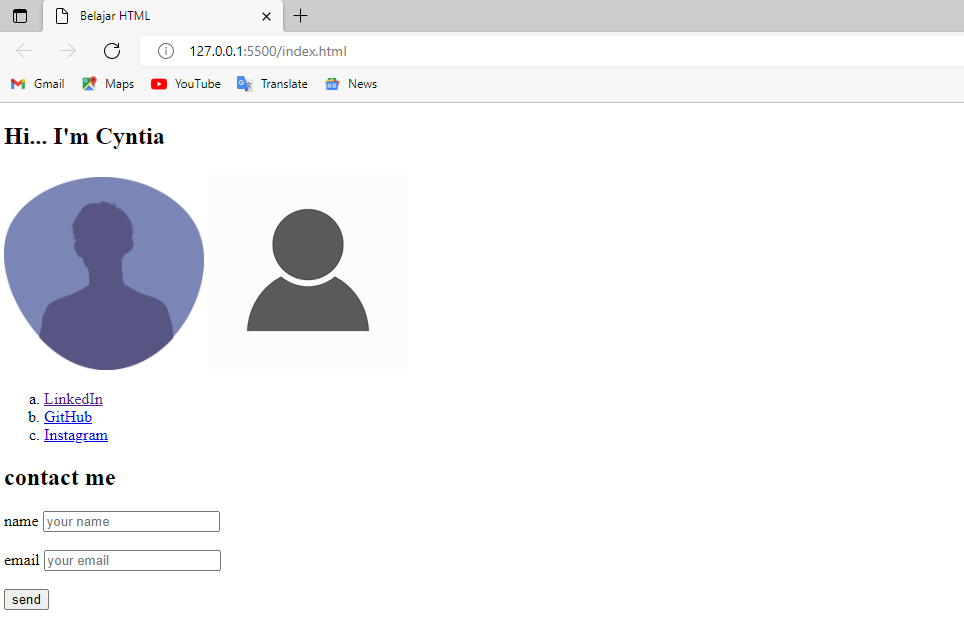 Belajar HTML
127.0.0.1:5500/index.html
Gmail Maps YouTube Translate News
Hi... I'm Cyntia
a. LinkedIn
b. GitHub
c. Instagram
contact me
name your name
email your email
send